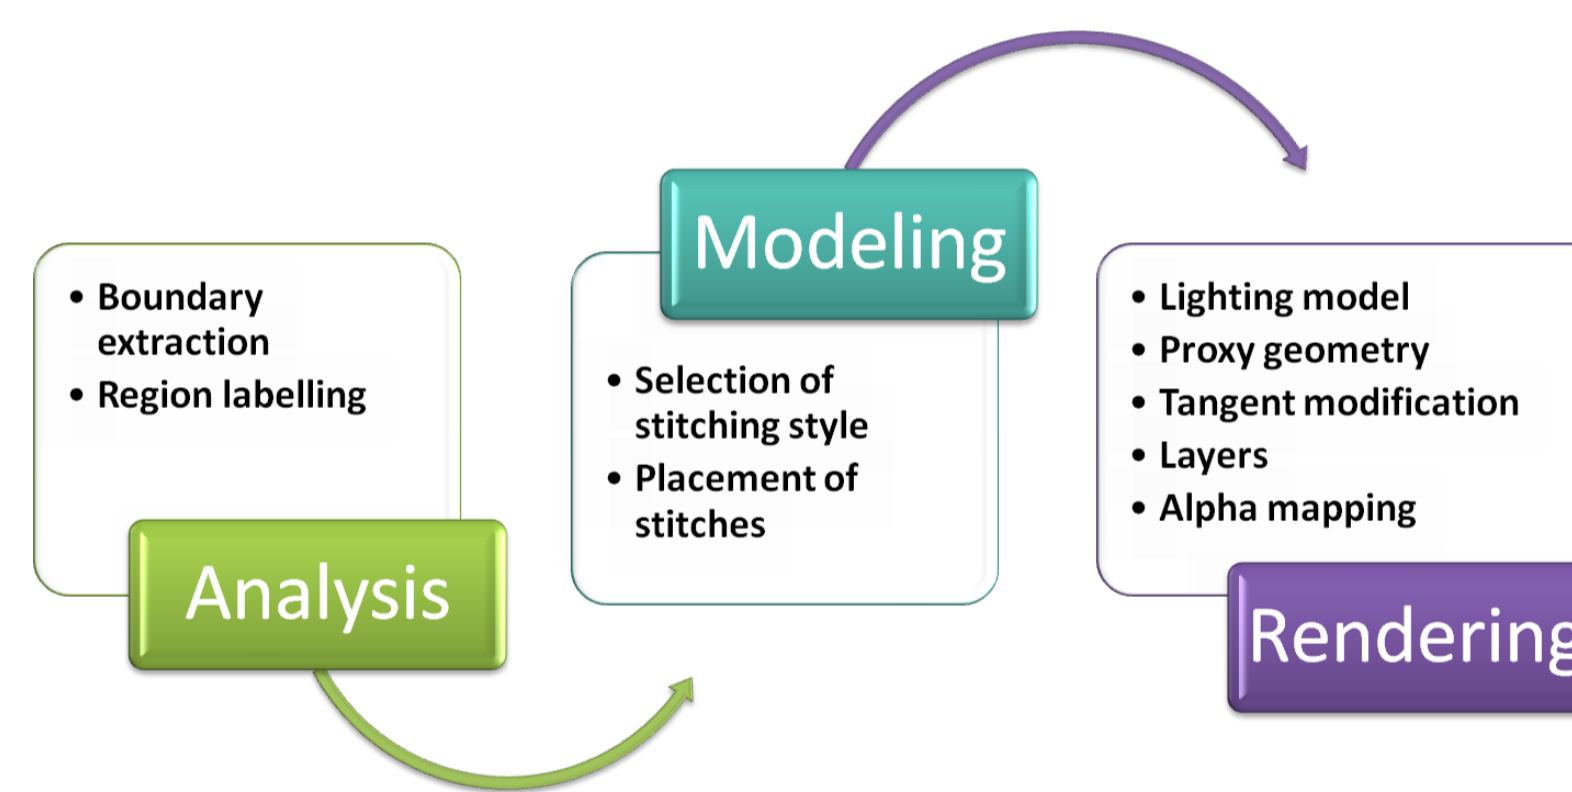 • Boundary
extraction
• Region labelling
Analysis
Modeling
• Selection of
stitching style
• Placement of
stitches
• Lighting model
• Proxy geometry
• Tangent modification
• Layers
• Alpha mapping
Rendering